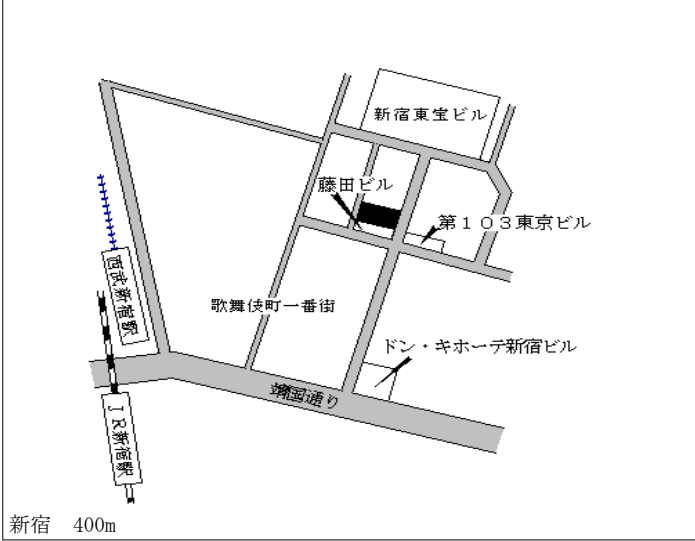 新宿東宝ビル
藤田ビル
第１０３東京ビル
西武新宿駅
歌舞伎町一番街
ドン・キホーテ新宿ビル
靖国通り
ＪＲ新宿駅
新宿　400m